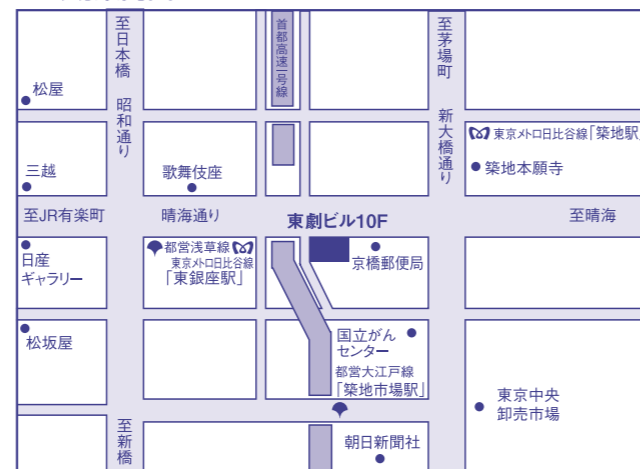 至日本橋
昭和通り
首都高速一号線
至茅場町
新大橋通り
松屋
東京メトロ日比谷線「築地駅」
築地本願寺
三越
歌舞伎座
至JR有楽町
晴海通り
東劇ビル10F
至晴海
日産
ギャラリー
都営浅草線
東京メトロ日比谷線
「東銀座駅」
京橋郵便局
松坂屋
国立がん
センター
都営大江戸線
「築地市場駅」
東京中央
卸売市場
至新橋
朝日新聞社